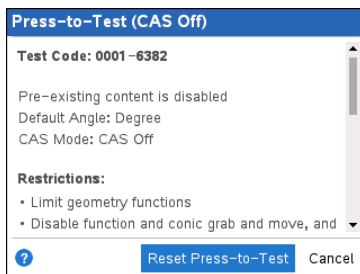 Press-to-Test (CAS Off)
Test Code: 0001-6382
Pre-existing content is disabled
Default Angle: Degree
CAS Mode: CAS Off
Restrictions:
• Limit geometry functions
• Disable function and conic grab and move, and
? Reset Press-to-Test Cancel